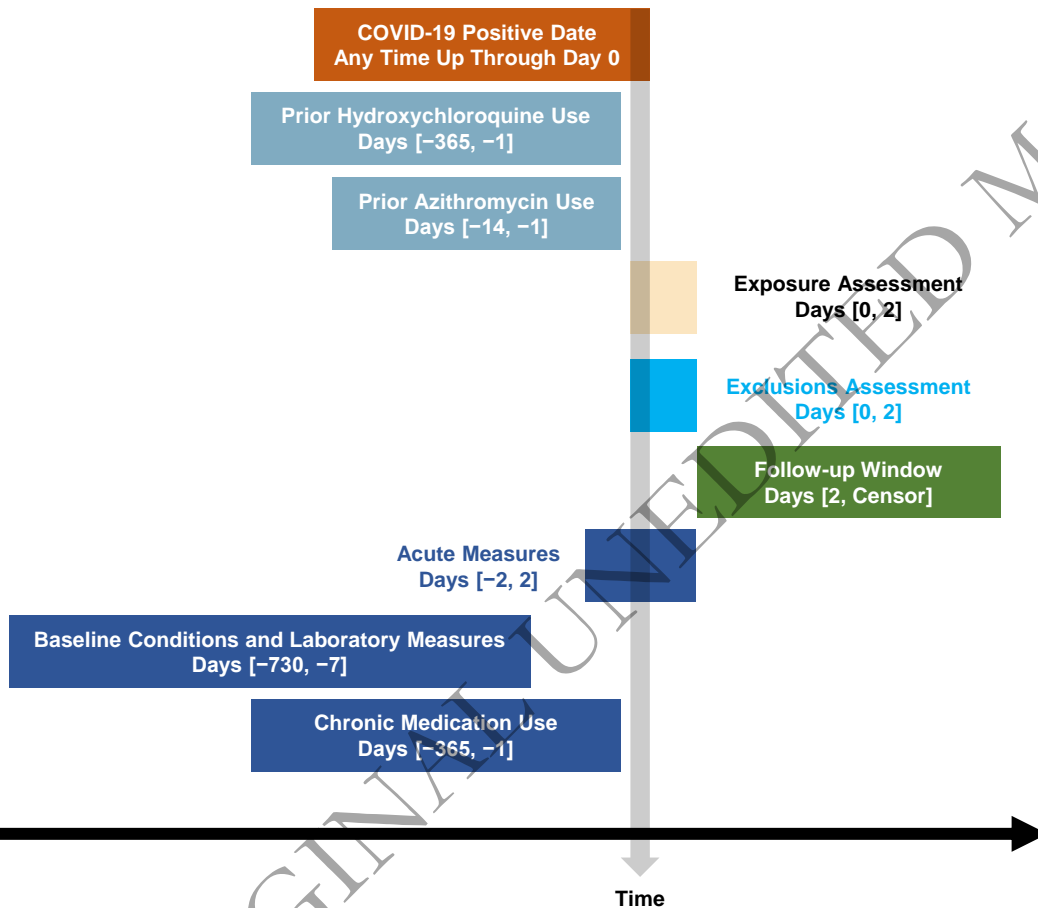 COVID-19 Positive Date
Any Time Up Through Day 0
Prior Hydroxychloroquine Use
Days [−365, −1]
Prior Azithromycin Use
Days [−14, −1]
Exposure Assessment
Days [0, 2]
Exclusions Assessment
Days [0, 2]
Follow-up Window
Days [2, Censor]
Acute Measures
Days [−2, 2]
Baseline Conditions and Laboratory Measures
Days [−730, −7]
Chronic Medication Use
Days [−365, −1]
Time
GINAL UNEDITED M